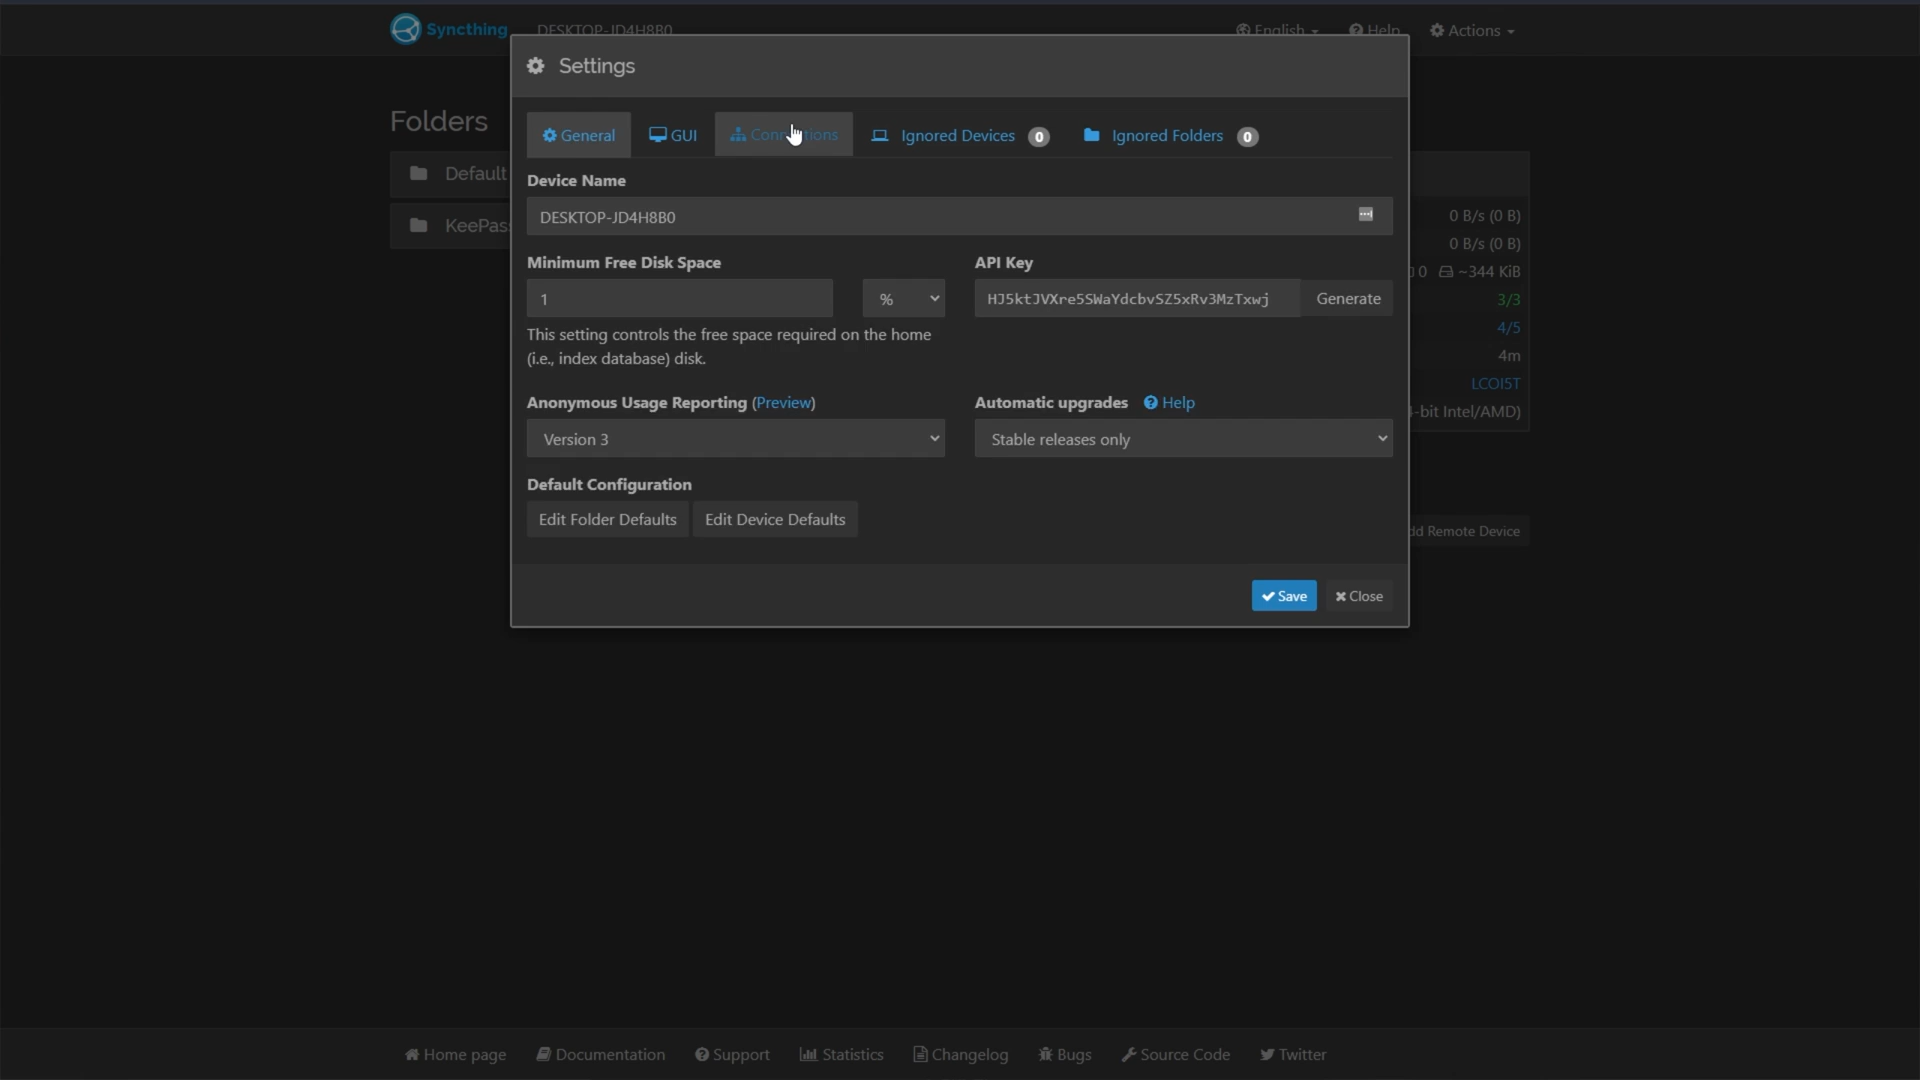 Syncthing DESKTOP-JD4H8B0 English Help Actions
Settings
General GUI Connections Ignored Devices 0 Ignored Folders 0
Folders
Default
KeePass
Device Name
DESKTOP-JD4H8B0
Minimum Free Disk Space
1 %
This setting controls the free space required on the home
(i.e., index database) disk.
API Key
HJ5ktJVXre5SWaYdcbvSZ5xRv3MzTxwj Generate
Anonymous Usage Reporting (Preview)
Version 3
Automatic upgrades Help
Stable releases only
Default Configuration
Edit Folder Defaults Edit Device Defaults
Save Close
0 B/s (0 B)
0 B/s (0 B)
0 ~344 KiB
3/3
4/5
4m
LCOI5T
-bit Intel/AMD)
dd Remote Device
Home page Documentation Support Statistics Changelog Bugs Source Code Twitter